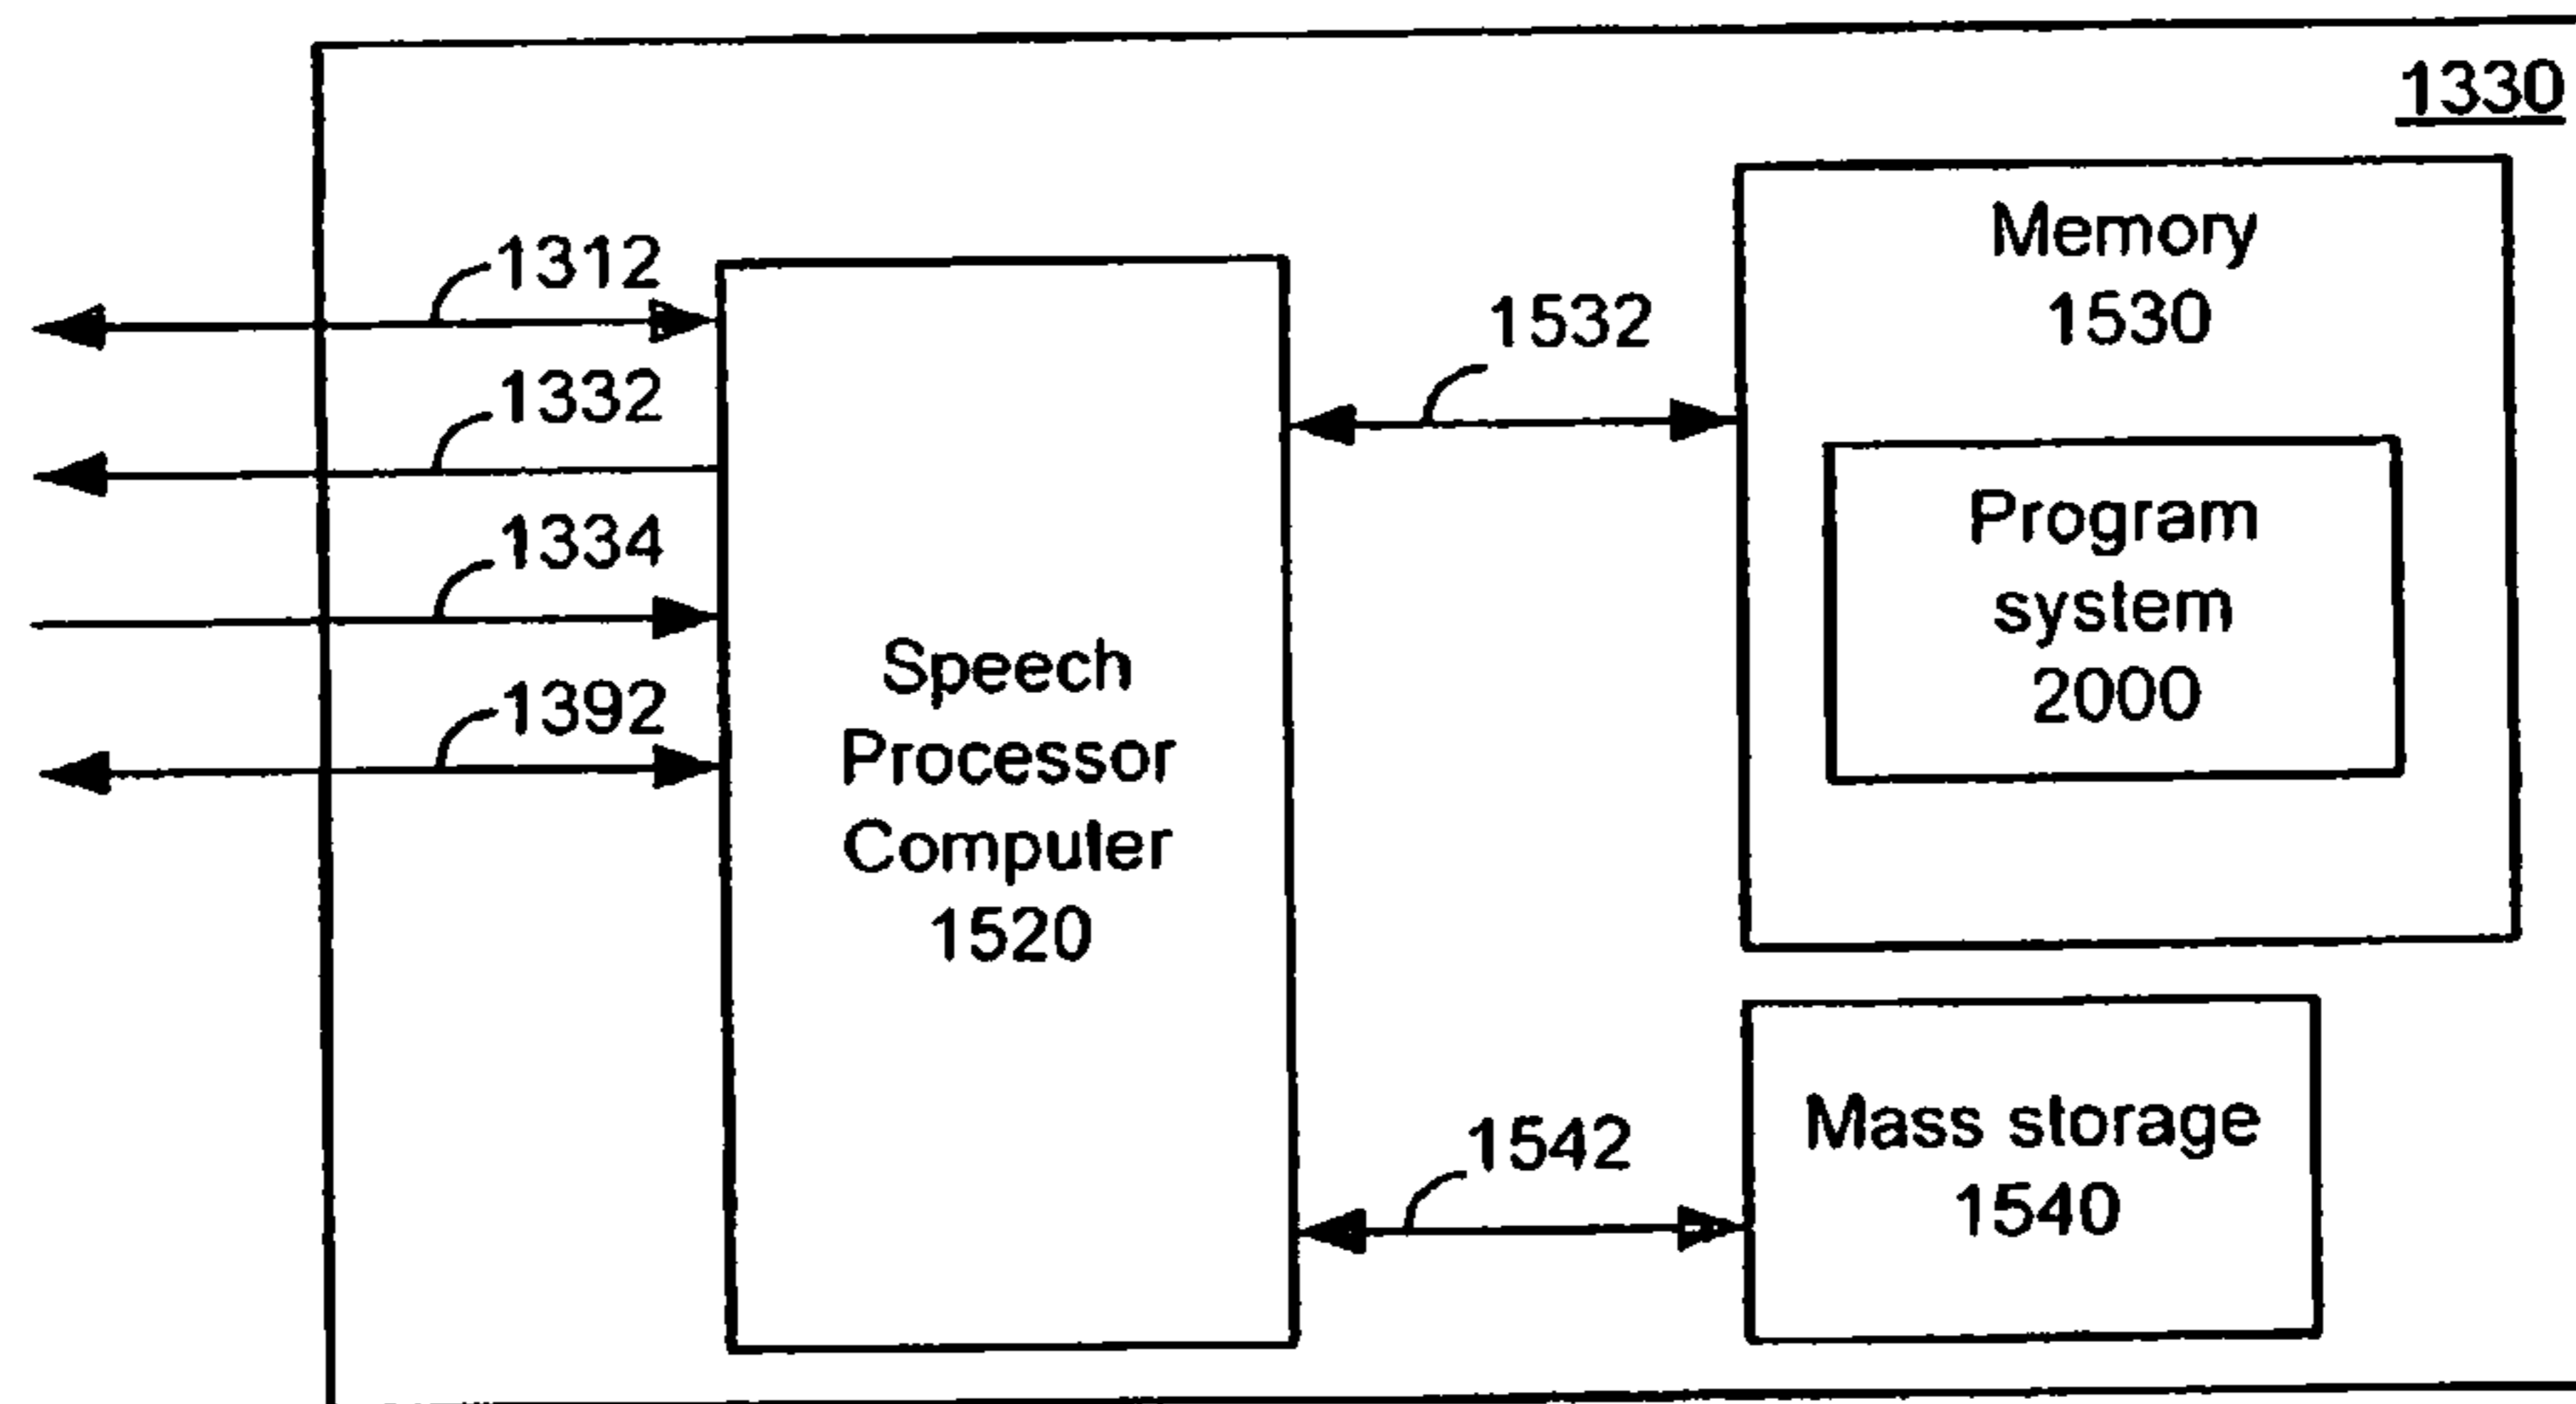 1330
1312
1332
1334
1392
Speech
Processor
Computer
1520
1532
Memory
1530
Program
system
2000
1542
Mass storage
1540